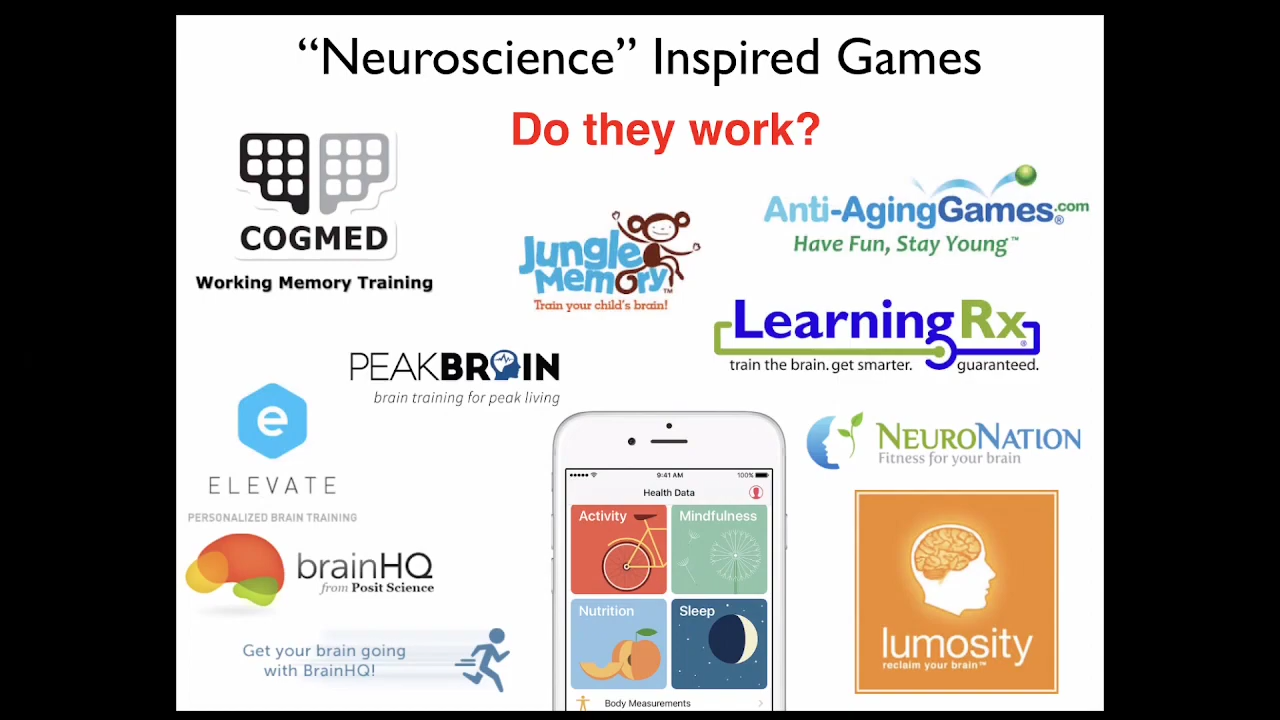 “Neuroscience” Inspired Games
Do they work?
COGMED
Working Memory Training
Jungle
Memory™
Train your child's brain!
Anti-AgingGames.com®
Have Fun, Stay Young™
LearningRx®
train the brain. get smarter. guaranteed.
PEAKBRAIN
brain training for peak living
e
ELEVATE
PERSONALIZED BRAIN TRAINING
NEURONATION
Fitness for your brain
brainHQ
from Posit Science
Get your brain going
with BrainHQ!
9:41 AM 100%
Health Data
Activity
Mindfulness
Nutrition
Sleep
Body Measurements
lumosity
reclaim your brain™